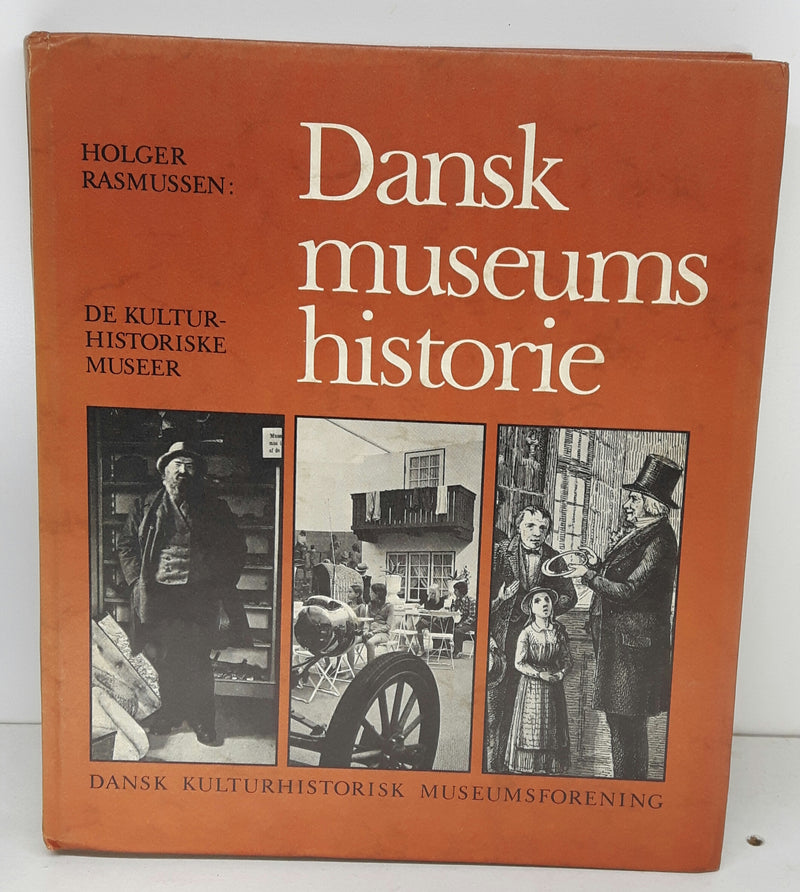 HOLGER
RASMUSSEN:
Dansk
museums
historie
DE KULTUR-
HISTORISKE
MUSEER
DANSK KULTURHISTORISK MUSEUMSFORENING